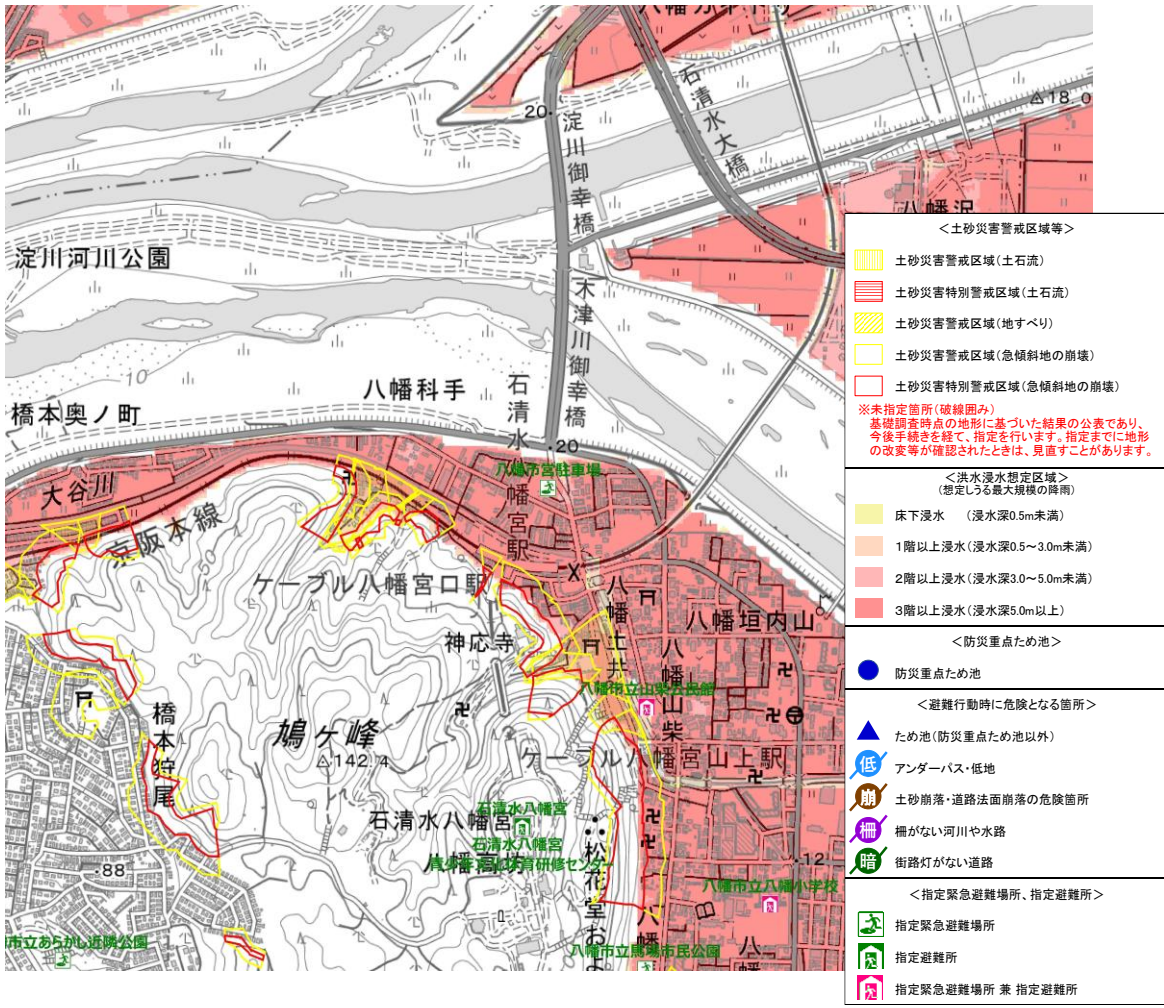 20
淀川御幸橋
石清水大橋
△18.0
八幡沢
淀川河川公園
木津川御幸橋
10
八幡科手
橋本奥ノ町
石清水
八幡宮駅
・20
大谷川
京阪本線
八幡市営駐車場
ケーブル八幡宮口駅
神応寺
八幡土井
八幡垣内山
八幡山柴
八幡市立山柴公民館
橋本狩尾
鳩ヶ峰
△142.4
ケーブル八幡宮山上駅
石清水八幡宮
石清水八幡宮
石清水八幡宮
八幡高坊
松花堂
・88
・12
八幡市立八幡小学校
市立あらかし近隣公園
八幡市立馬場市民公園
<土砂災害警戒区域等>
土砂災害警戒区域(土石流)
土砂災害特別警戒区域(土石流)
土砂災害警戒区域(地すべり)
土砂災害警戒区域(急傾斜地の崩壊)
土砂災害特別警戒区域(急傾斜地の崩壊)
※未指定箇所(破線囲み)
基礎調査時点の地形に基づいた結果の公表であり、
今後手続きを経て、指定を行います。指定までに地形
の改変等が確認されたときは、見直すことがあります。
<洪水浸水想定区域>
(想定しうる最大規模の降雨)
床下浸水 (浸水深0.5m未満)
1階以上浸水(浸水深0.5～3.0m未満)
2階以上浸水(浸水深3.0～5.0m未満)
3階以上浸水(浸水深5.0m以上)
<防災重点ため池>
防災重点ため池
<避難行動時に危険となる箇所>
ため池(防災重点ため池以外)
低 アンダーパス・低地
崩 土砂崩落・道路法面崩落の危険箇所
柵 柵がない河川や水路
暗 街路灯がない道路
<指定緊急避難場所、指定避難所>
指定緊急避難場所
指定避難所
指定緊急避難場所 兼 指定避難所